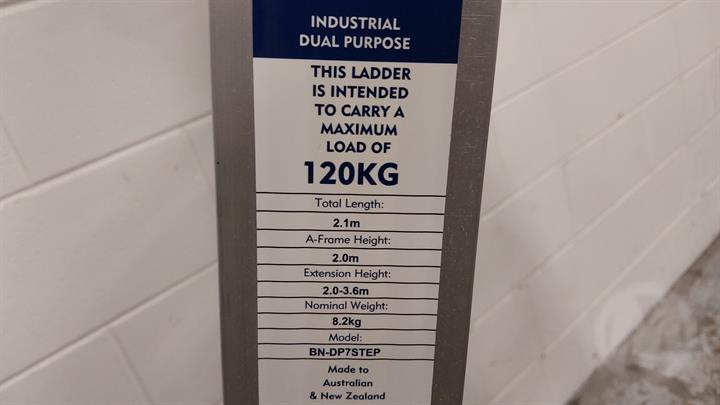 INDUSTRIAL
DUAL PURPOSE
THIS LADDER
IS INTENDED
TO CARRY A
MAXIMUM
LOAD OF
120KG
Total Length:
2.1m
A-Frame Height:
2.0m
Extension Height:
2.0-3.6m
Nominal Weight:
8.2kg
Model:
BN-DP7STEP
Made to
Australian
& New Zealand